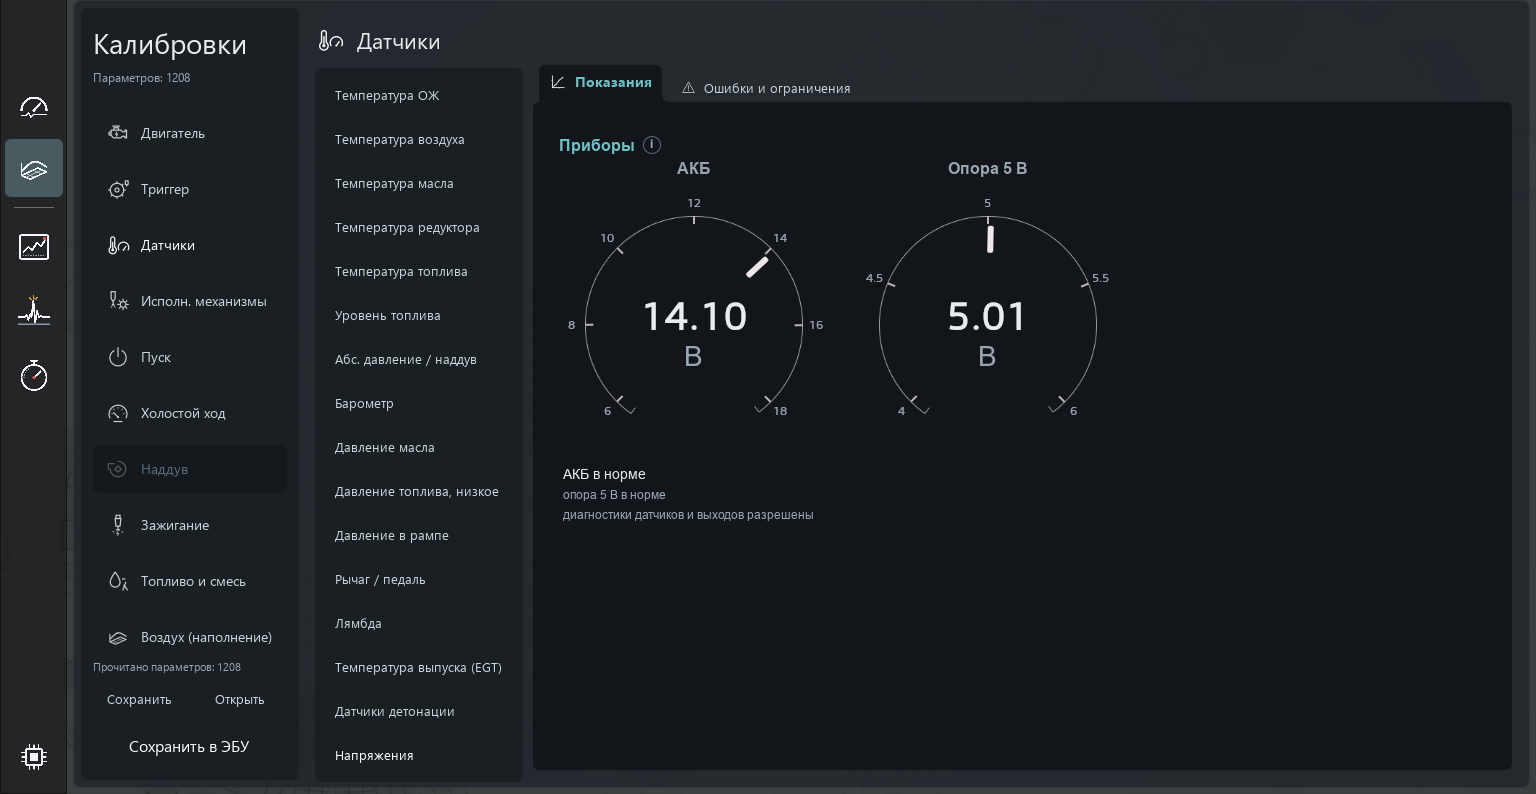 Калибровки
Параметров: 1208
Двигатель
Триггер
Датчики
Исполн. механизмы
Пуск
Холостой ход
Наддув
Зажигание
Топливо и смесь
Воздух (наполнение)
Прочитано параметров: 1208
Сохранить
Открыть
Сохранить в ЭБУ
Датчики
Температура ОЖ
Температура воздуха
Температура масла
Температура редуктора
Температура топлива
Уровень топлива
Абс. давление / наддув
Барометр
Давление масла
Давление топлива, низкое
Давление в рампе
Рычаг / педаль
Лямбда
Температура выпуска (EGT)
Датчики детонации
Напряжения
Показания
Ошибки и ограничения
Приборы i
АКБ
6
8
10
12
14
16
18
14.10
В
Опора 5 В
4
4.5
5
5.5
6
5.01
В
АКБ в норме
опора 5 В в норме
диагностики датчиков и выходов разрешены